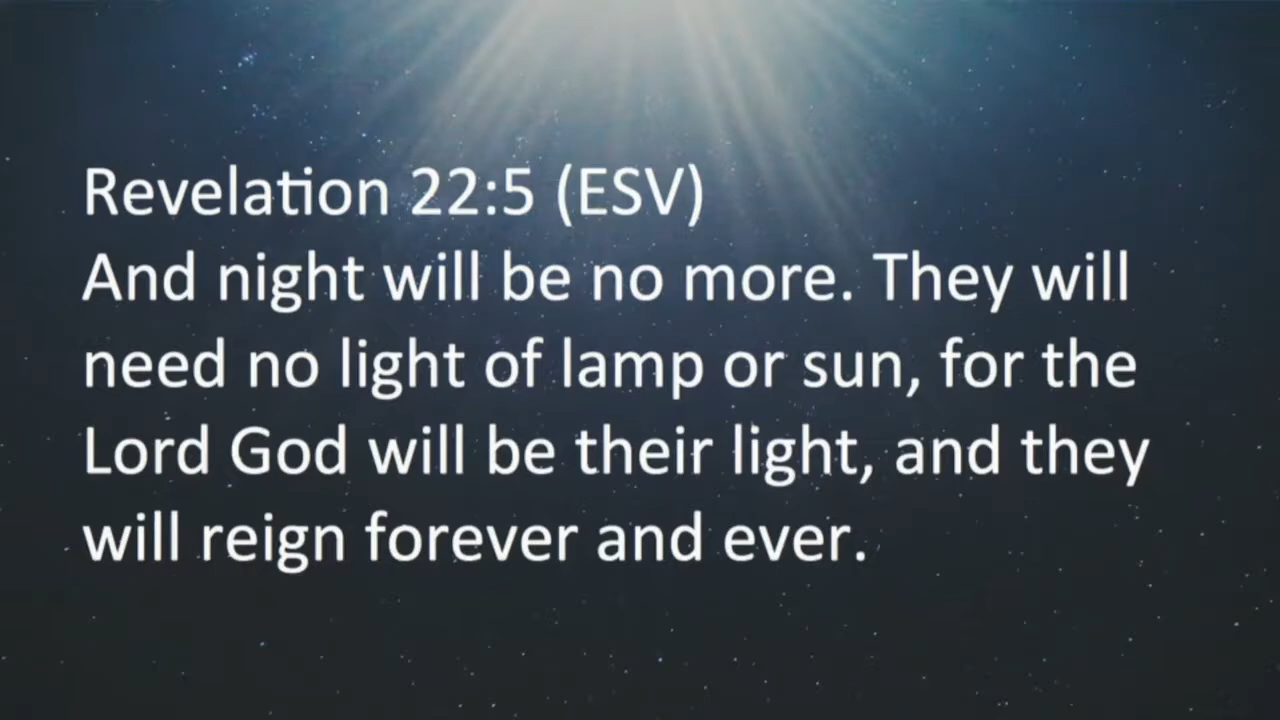 Revelation 22:5 (ESV)
And night will be no more. They will
need no light of lamp or sun, for the
Lord God will be their light, and they
will reign forever and ever.